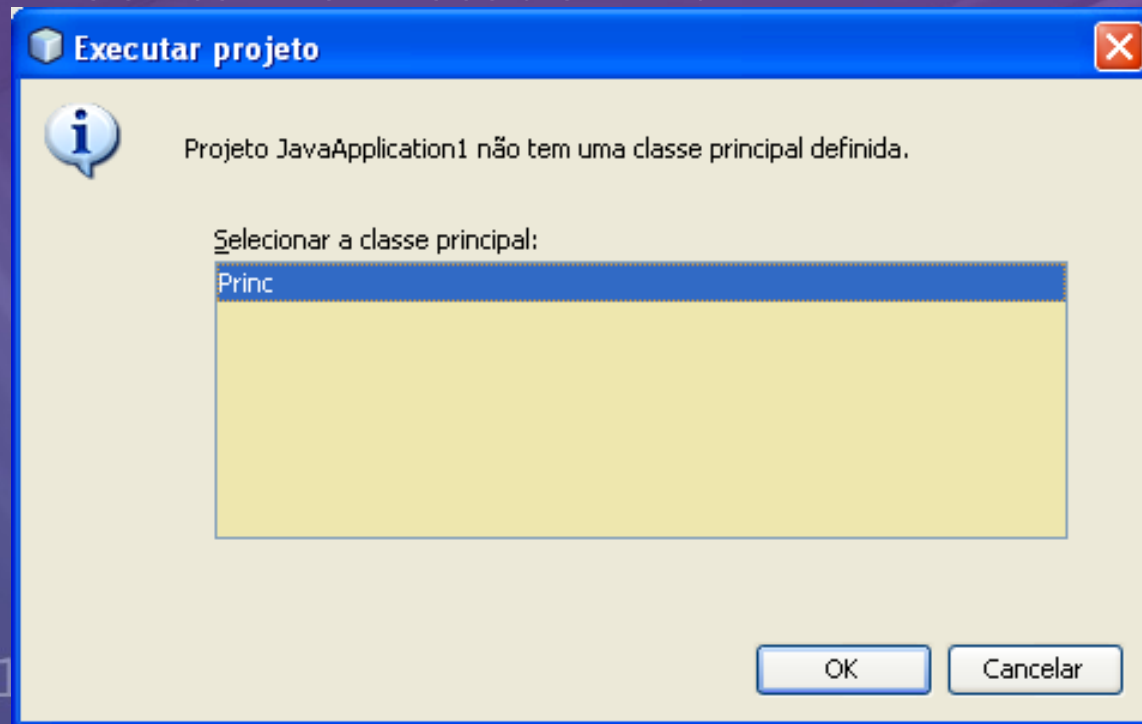 Executar projeto
Projeto JavaApplication1 não tem uma classe principal definida.
Selecionar a classe principal:
Princ
OK
Cancelar